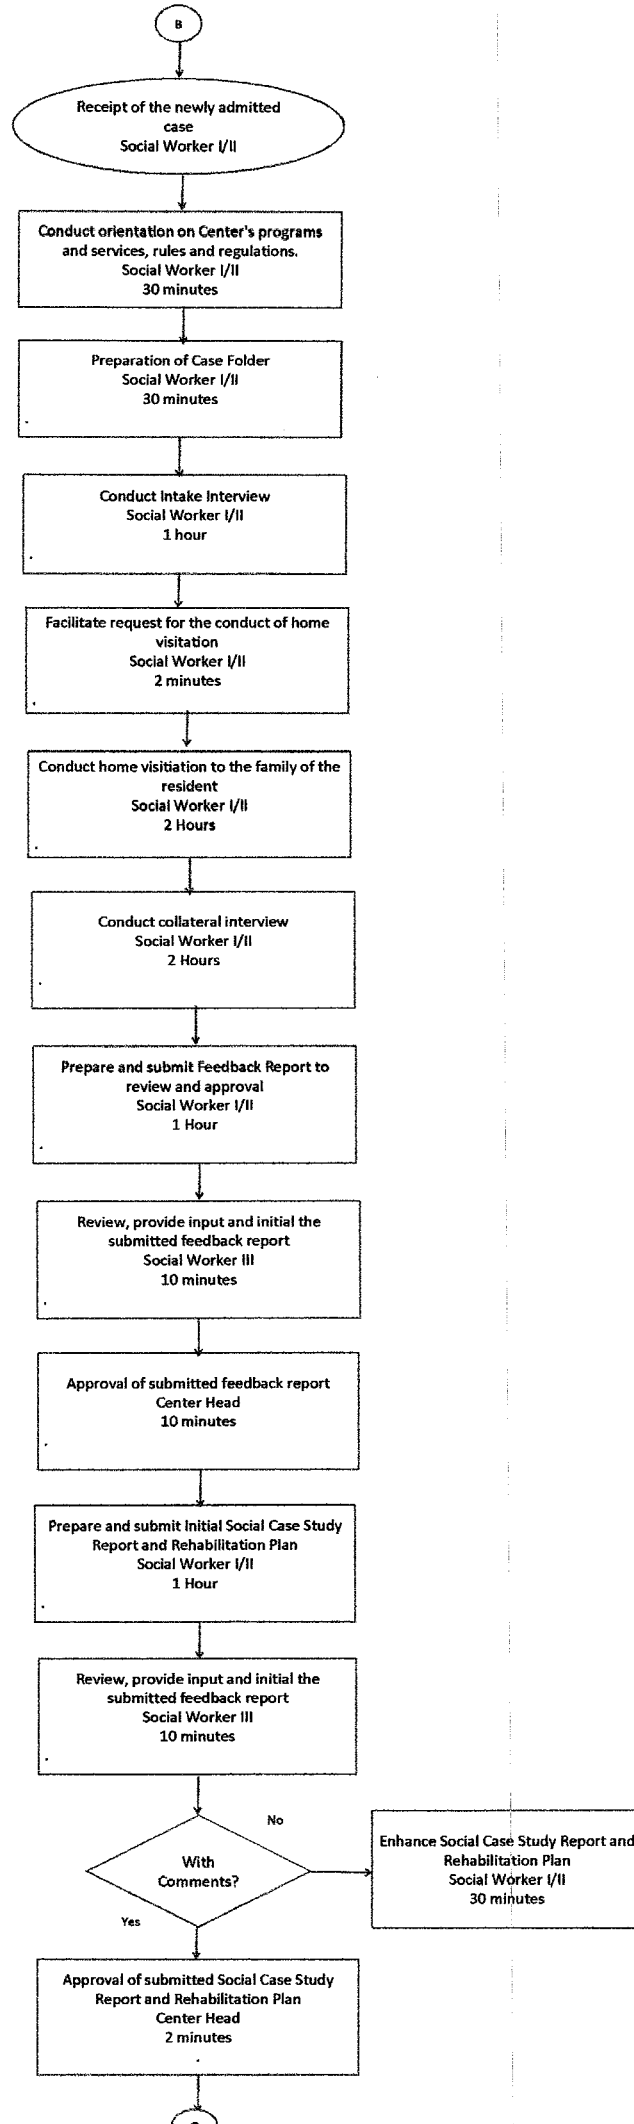 B
Receipt of the newly admitted
case
Social Worker I/II
Conduct orientation on Center's programs
and services, rules and regulations.
Social Worker I/II
30 minutes
Preparation of Case Folder
Social Worker I/II
30 minutes
Conduct Intake Interview
Social Worker I/II
1 hour
Facilitate request for the conduct of home
visitation
Social Worker I/II
2 minutes
Conduct home visitiation to the family of the
resident
Social Worker I/II
2 Hours
Conduct collateral interview
Social Worker I/II
2 Hours
Prepare and submit Feedback Report to
review and approval
Social Worker I/II
1 Hour
Review, provide input and initial the
submitted feedback report
Social Worker III
10 minutes
Approval of submitted feedback report
Center Head
10 minutes
Prepare and submit Initial Social Case Study
Report and Rehabilitation Plan
Social Worker I/II
1 Hour
Review, provide input and initial the
submitted feedback report
Social Worker III
10 minutes
No
With
Comments?
Enhance Social Case Study Report and
Rehabilitation Plan
Social Worker I/II
30 minutes
Yes
Approval of submitted Social Case Study
Report and Rehabilitation Plan
Center Head
2 minutes